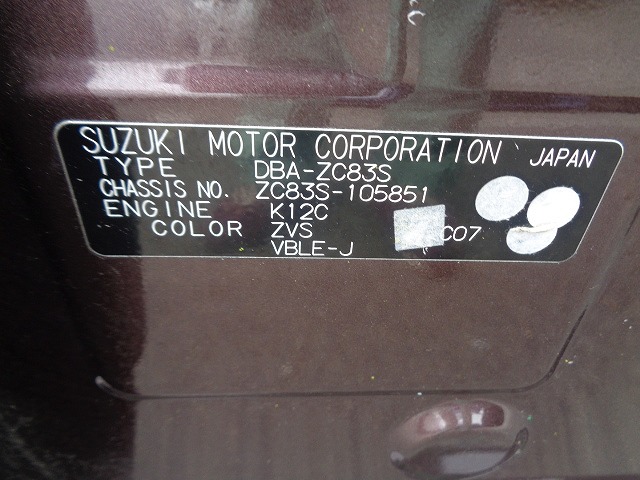 SUZUKI MOTOR CORPORATION JAPAN
TYPE DBA-ZC83S
CHASSIS NO. ZC83S-105851
ENGINE K12C
COLOR ZVS C07
VBLE-J